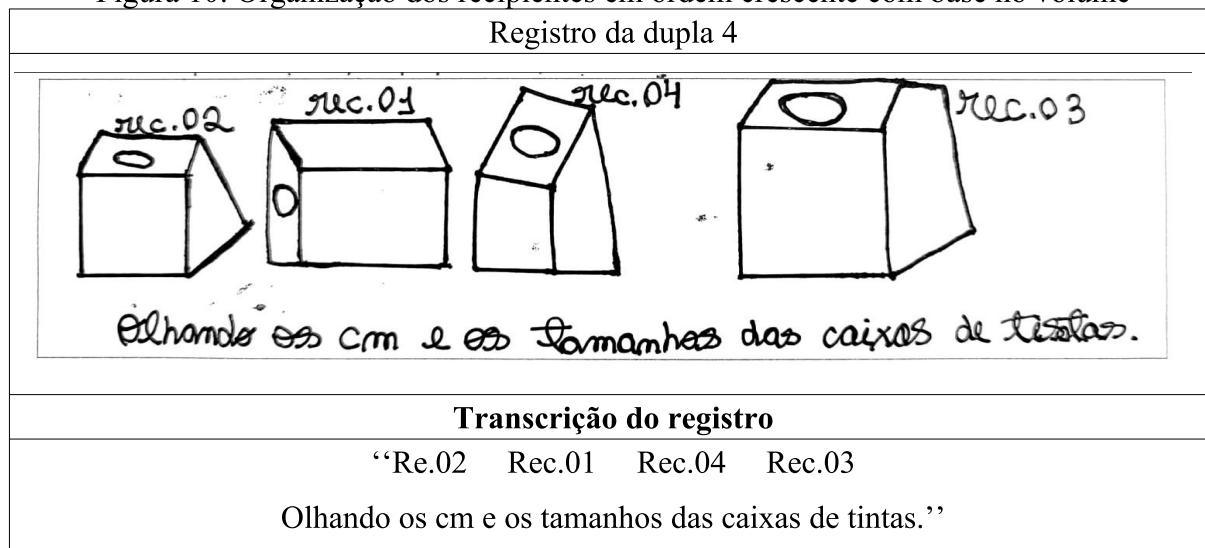 Figura 10: Organização dos recipientes em ordem crescente com base no volume
Registro da dupla 4
rec.02 rec.01 rec.04 rec.03
Olhando os cm e os tamanhos das caixas de
Transcrição do registro
‘‘Re.02 Rec.01 Rec.04 Rec.03
Olhando os cm e os tamanhos das caixas de tintas.’’